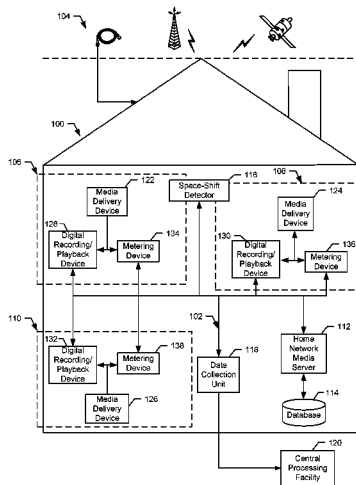 104
100
106
122
Media
Delivery
Device
Space-Shift
Detector
116
108
124
Media
Delivery
Device
128
Digital
Recording/
Playback
Device
134
Metering
Device
130
Digital
Recording/
Playback
Device
136
Metering
Device
110
132
Digital
Recording/
Playback
Device
138
Metering
Device
Media
Delivery
Device
126
102
118
Data
Collection
Unit
112
Home
Network
Media
Server
114
Database
120
Central
Processing
Facility